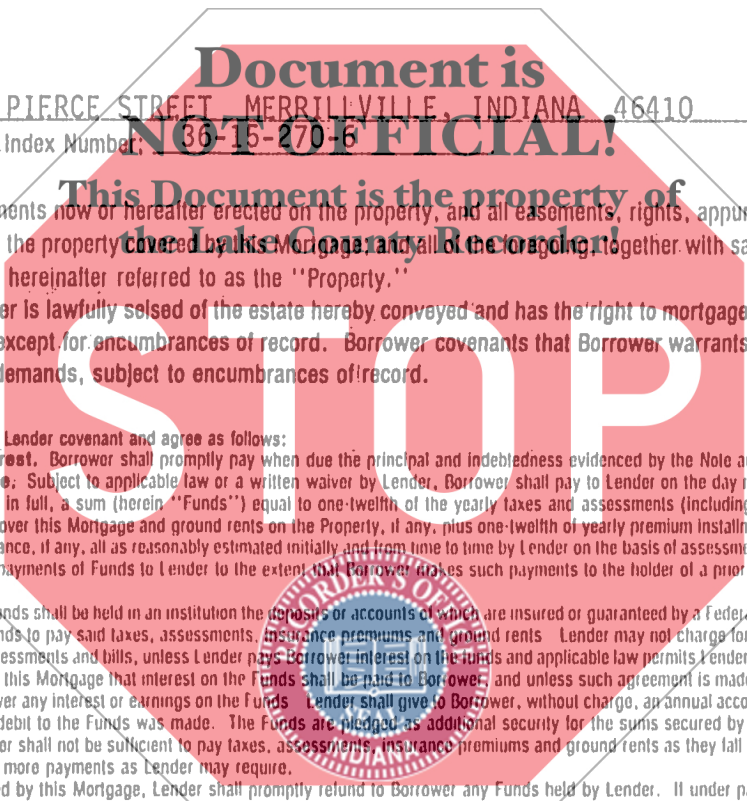 Document is
PIERCE STREET MERRILLVILLE, INDIANA 46410
NOT OFFICIAL!
Index Number: 36-15-270-6
This Document is the property of
ments now or hereafter erected on the property, and all easements, rights, appur
the Lake County Recorder!
the property covered by this Mortgage; and all of the foregoing, together with sa
hereinafter referred to as the "Property."
er is lawfully seised of the estate hereby conveyed and has the right to mortgage
except for encumbrances of record. Borrower covenants that Borrower warrants
demands, subject to encumbrances of record.
STOP
Lender covenant and agree as follows:
rest. Borrower shall promptly pay when due the principal and indebtedness evidenced by the Note a
e. Subject to applicable law or a written waiver by Lender, Borrower shall pay to Lender on the day
in full, a sum (herein "Funds") equal to one-twelfth of the yearly taxes and assessments (including
over this Mortgage and ground rents on the Property, if any, plus one-twelfth of yearly premium installm
ance, if any, all as reasonably estimated initially and from time to time by Lender on the basis of assessme
payments of Funds to Lender to the extent that Borrower makes such payments to the holder of a prior
RECORDER'S OFFICE
nds shall be held in an institution the deposits or accounts of which are insured or guaranteed by a Federa
nds to pay said taxes, assessments, insurance premiums and ground rents Lender may not charge for
essments and bills, unless Lender pays Borrower interest on the funds and applicable law permits Lender
this Mortgage that interest on the Funds shall be paid to Borrower, and unless such agreement is made
ver any interest or earnings on the Funds Lender shall give to Borrower, without charge, an annual acco
debit to the Funds was made. The Funds are pledged as additional security for the sums secured by
or shall not be sufficient to pay taxes, assessments, insurance premiums and ground rents as they fall
INDIANA
more payments as Lender may require.
ed by this Mortgage, Lender shall promptly refund to Borrower any Funds held by Lender. If under p